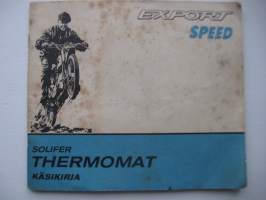 EXPORT
SPEED
SOLIFER
THERMOMAT
KÄSIKIRJA